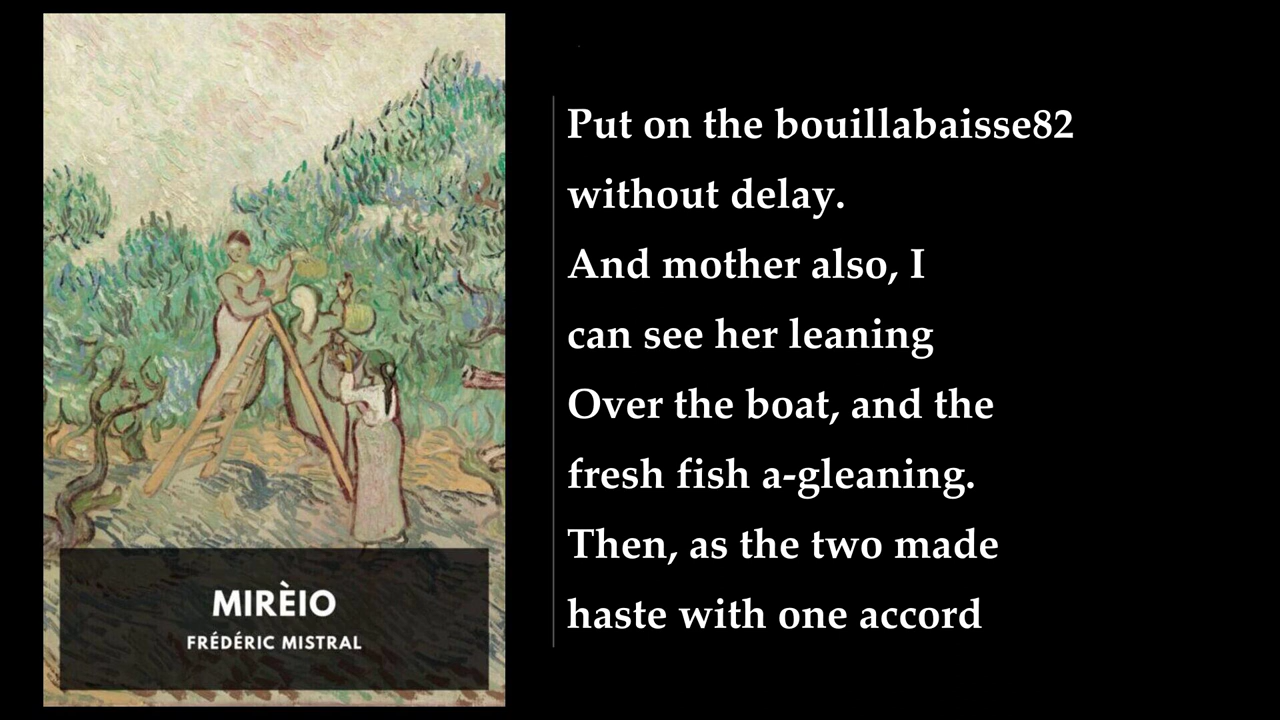 MIRÈIO
FRÉDÉRIC MISTRAL
Put on the bouillabaisse82
without delay.
And mother also, I
can see her leaning
Over the boat, and the
fresh fish a-gleaning.
Then, as the two made
haste with one accord